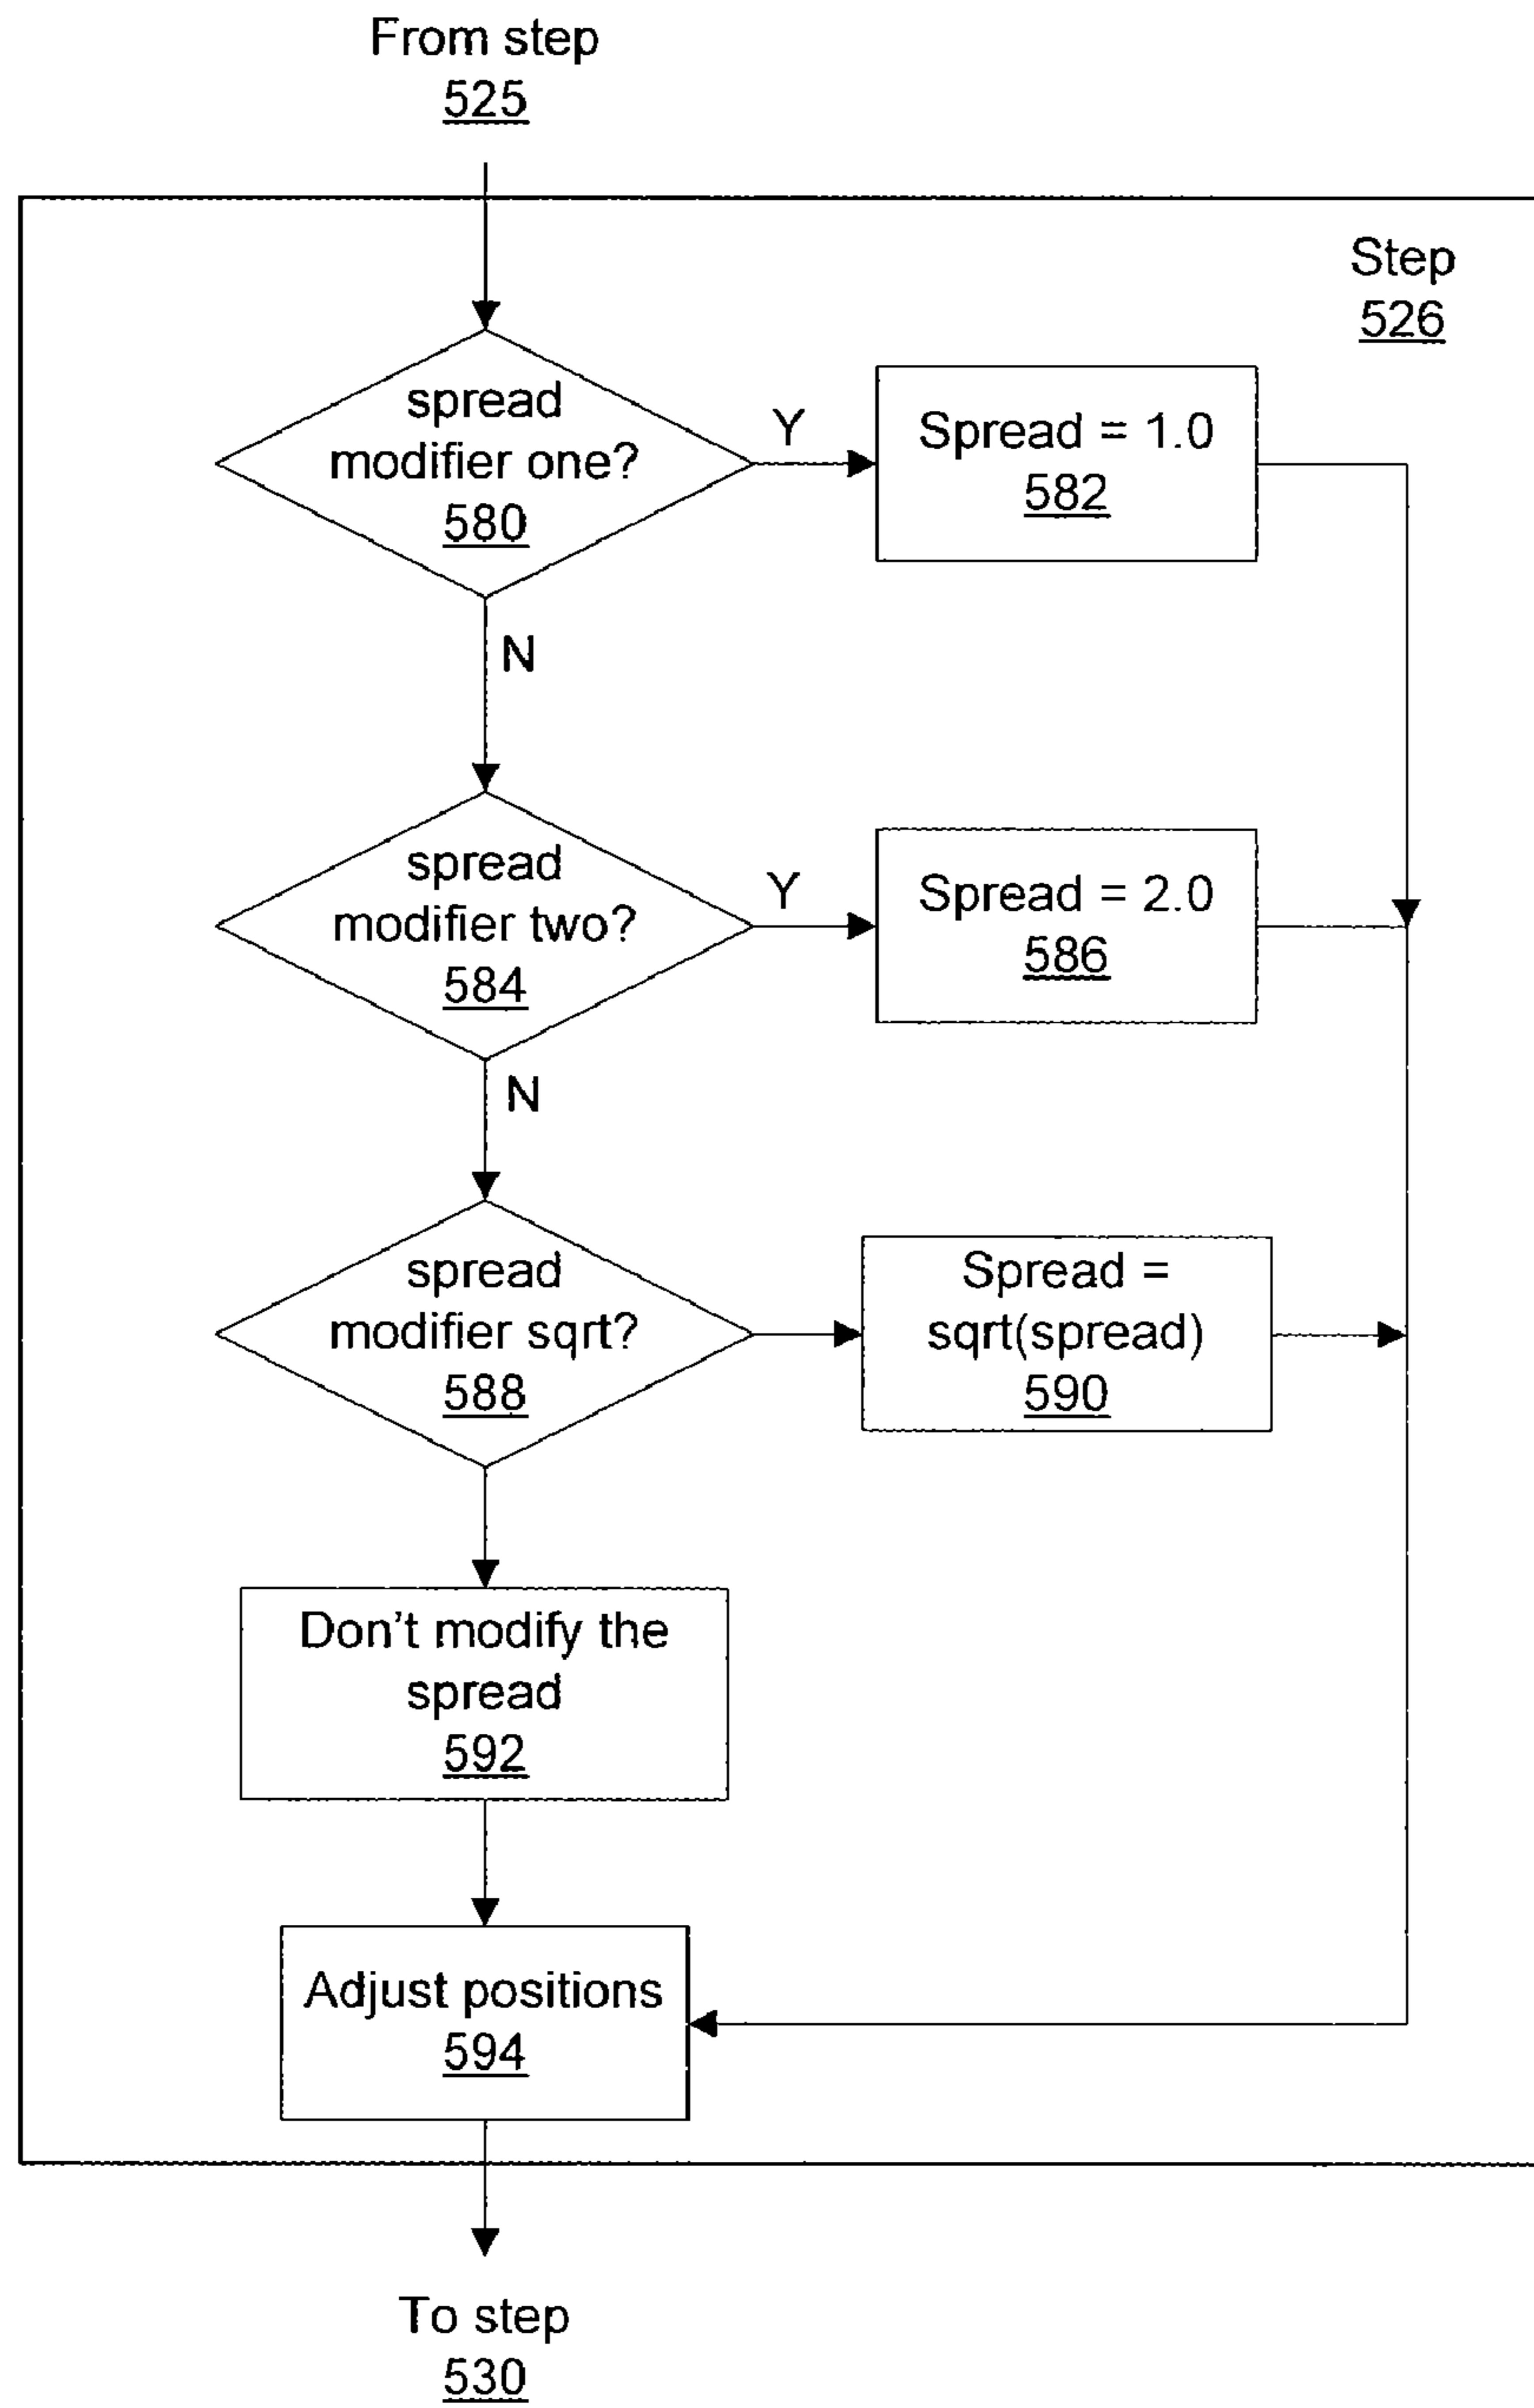 From step
525
Step
526
spread
modifier one?
580
Y
Spread = 1.0
582
N
spread
modifier two?
584
Y
Spread = 2.0
586
N
spread
modifier sqrt?
588
Spread =
sqrt(spread)
590
Don't modify the
spread
592
Adjust positions
594
To step
530